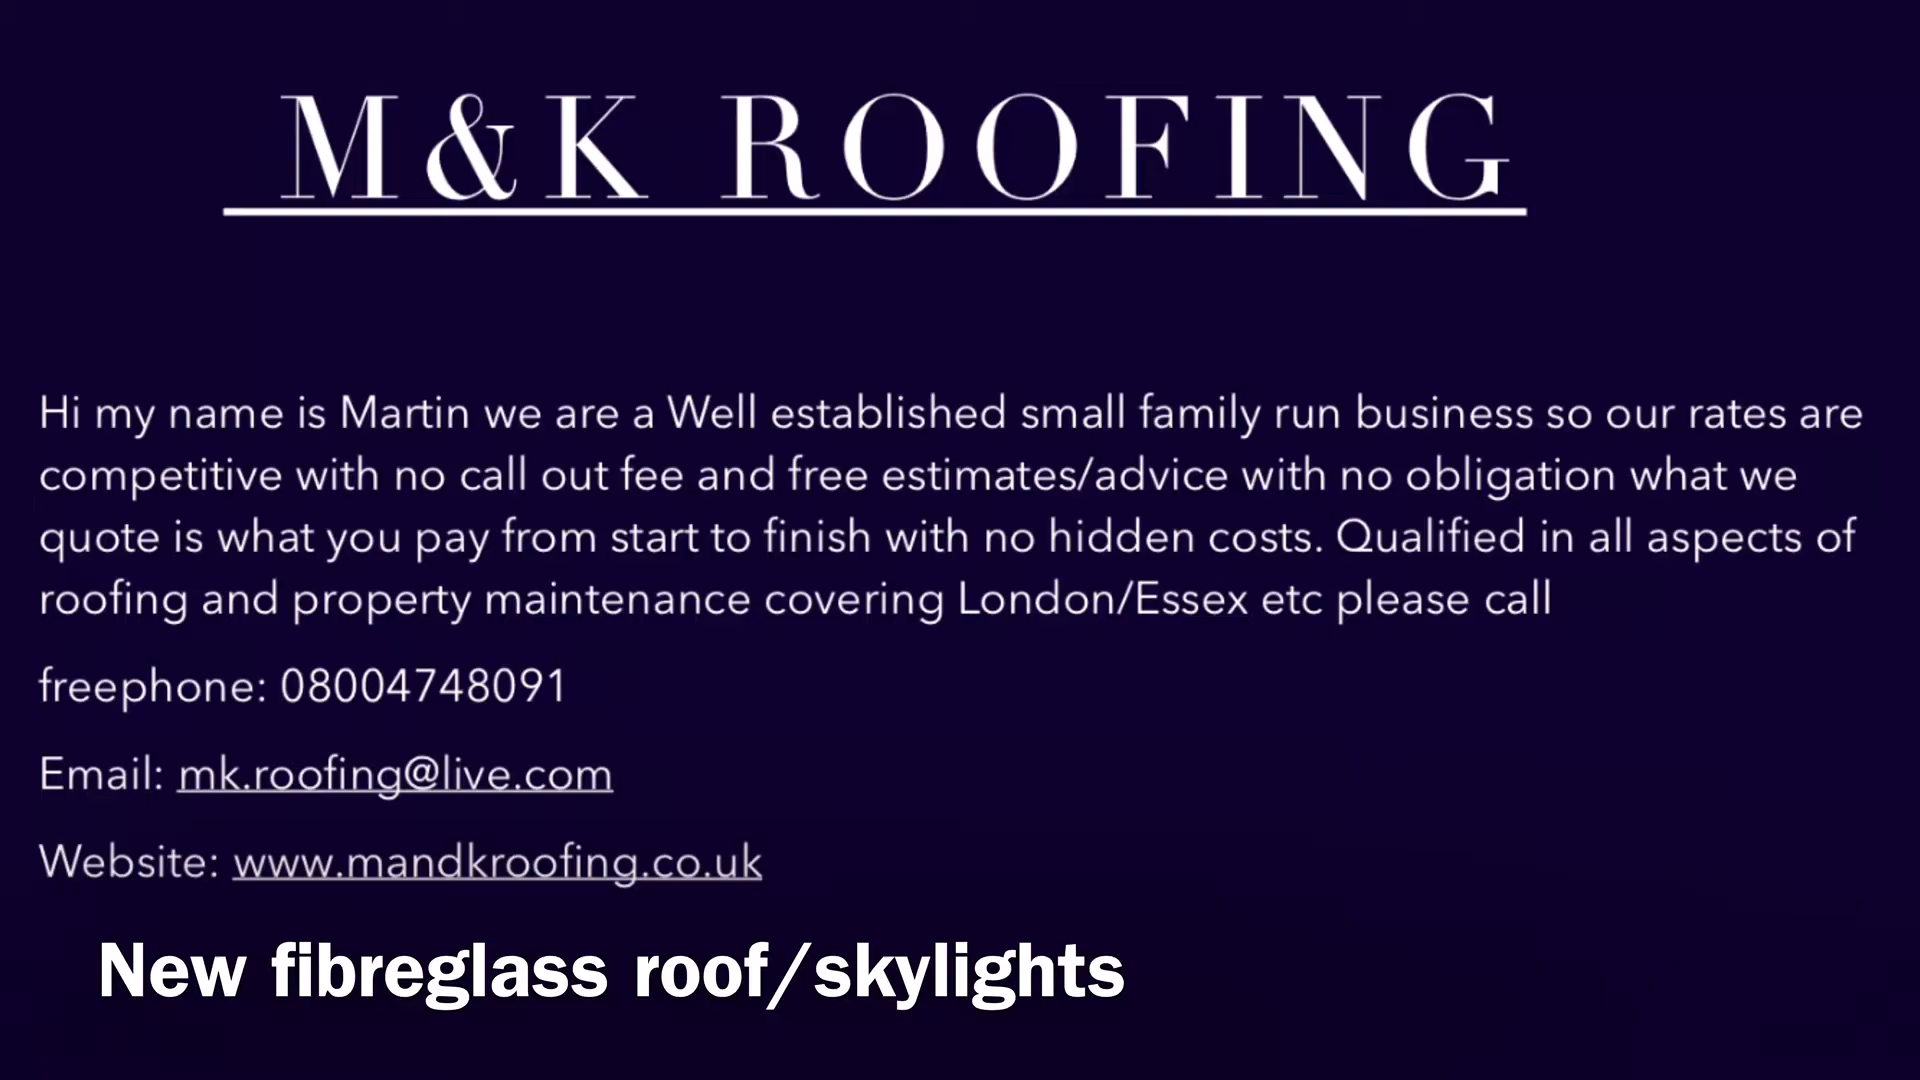 M&K ROOFING
Hi my name is Martin we are a Well established small family run business so our rates are
competitive with no call out fee and free estimates/advice with no obligation what we
quote is what you pay from start to finish with no hidden costs. Qualified in all aspects of
roofing and property maintenance covering London/Essex etc please call
freephone: 08004748091
Email: mk.roofing@live.com
Website: www.mandkroofing.co.uk
New fibreglass roof/skylights